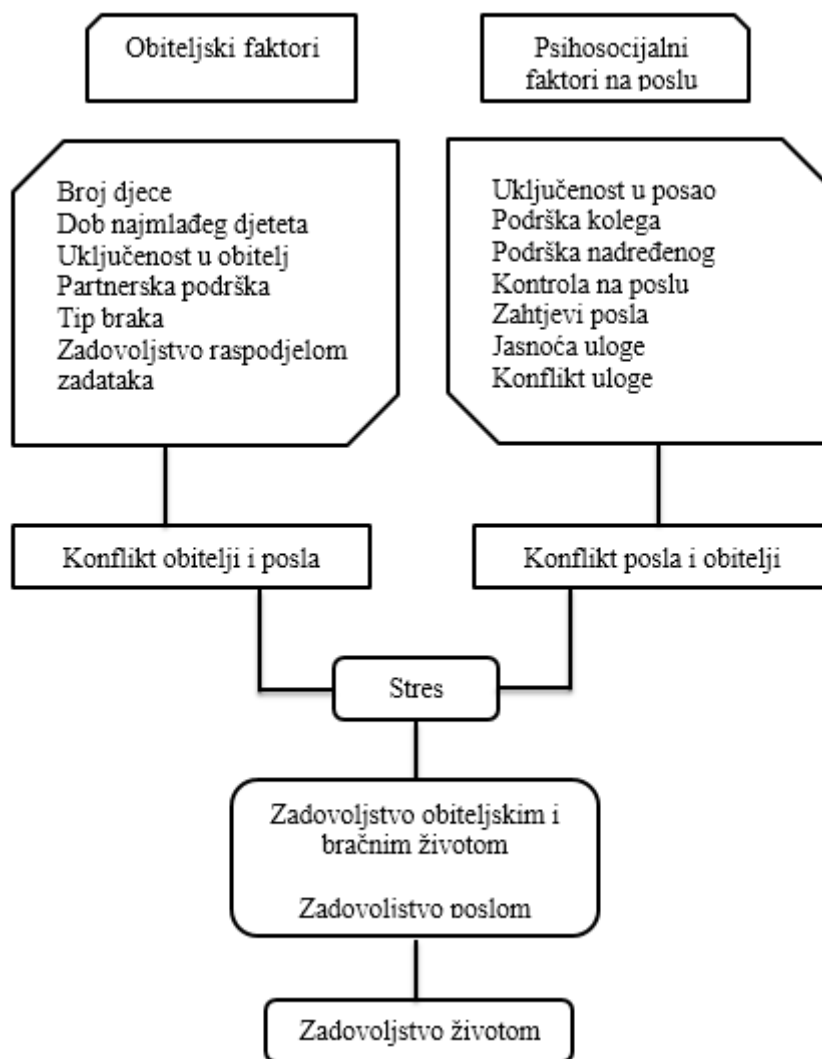 Obiteljski faktori
Psihosocijalni
faktori na poslu
Broj djece
Dob najmlađeg djeteta
Uključenost u obitelj
Partnerska podrška
Tip braka
Zadovoljstvo raspodjelom
zadataka
Uključenost u posao
Podrška kolega
Podrška nadređenog
Kontrola na poslu
Zahtjevi posla
Jasnoća uloge
Konflikt uloge
Konflikt obitelji i posla
Konflikt posla i obitelji
Stres
Zadovoljstvo obiteljskim i
bračnim životom
Zadovoljstvo poslom
Zadovoljstvo životom